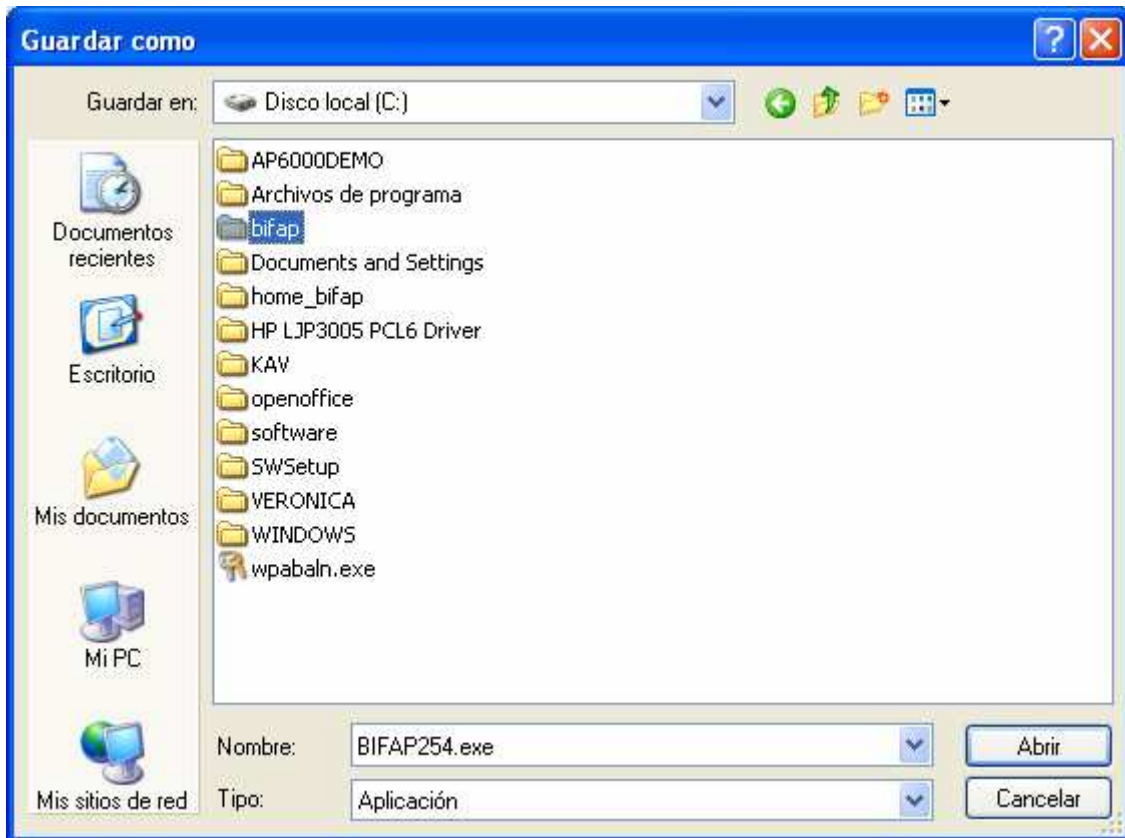 Guardar como
Guardar en:
Disco local (C:)
Documentos
recientes
Escritorio
Mis documentos
Mi PC
Mis sitios de red
AP6000DEMO
Archivos de programa
bifap
Documents and Settings
home_bifap
HP LJP3005 PCL6 Driver
KAV
openoffice
software
SWSetup
VERONICA
WINDOWS
wpabaln.exe
Nombre:
BIFAP254.exe
Abrir
Tipo:
Aplicación
Cancelar